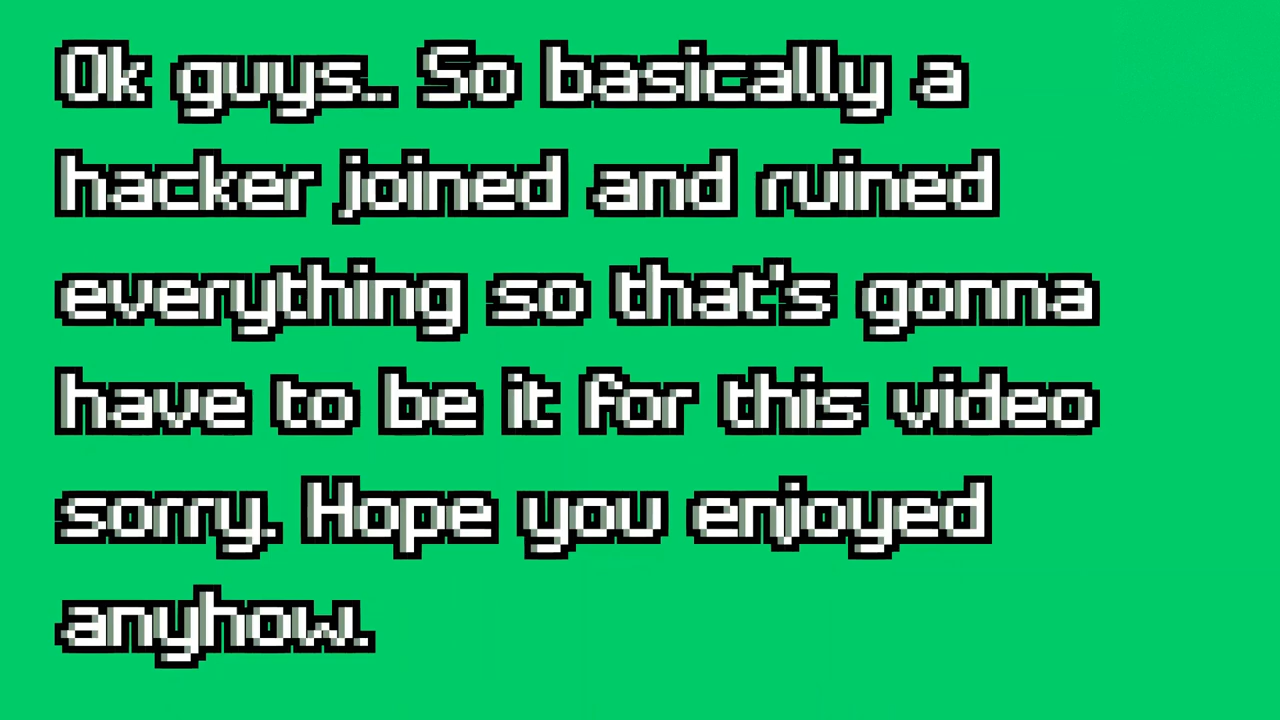 Ok guys.. So basically a
hacker joined and ruined
everything so that's gonna
have to be it for this video
sorry. Hope you enjoyed
anyhow.